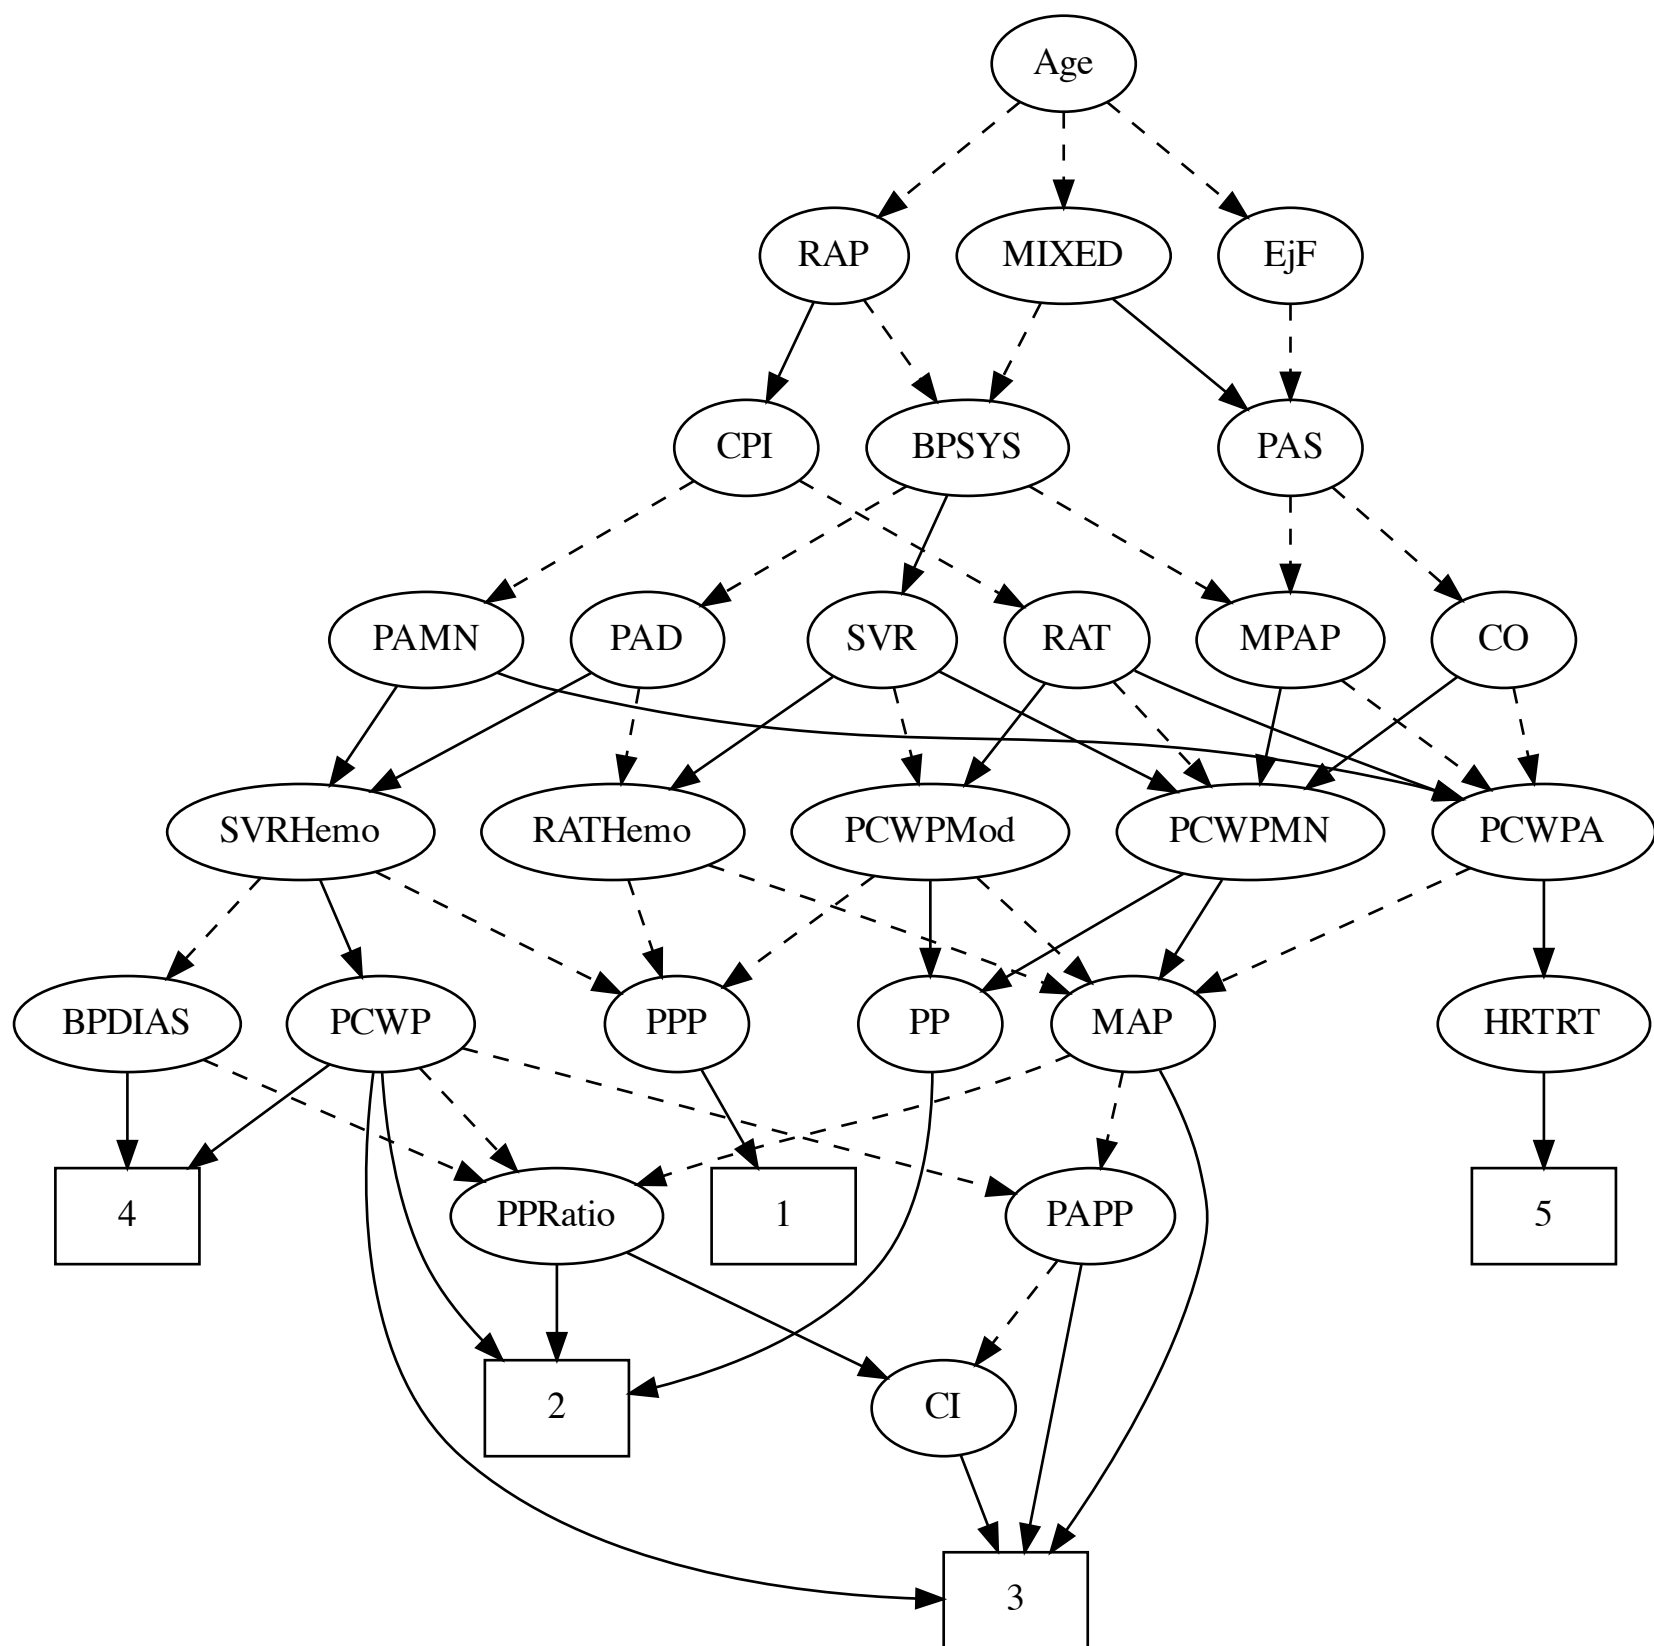 Age
RAP
MIXED
EjF
CPI
BPSYS
PAS
PAMN
PAD
SVR
RAT
MPAP
CO
SVRHemo
RATHemo
PCWPMod
PCWPMN
PCWPA
BPDIAS
PCWP
PPP
PP
MAP
HRTRT
4
PPRatio
1
PAPP
5
2
CI
3